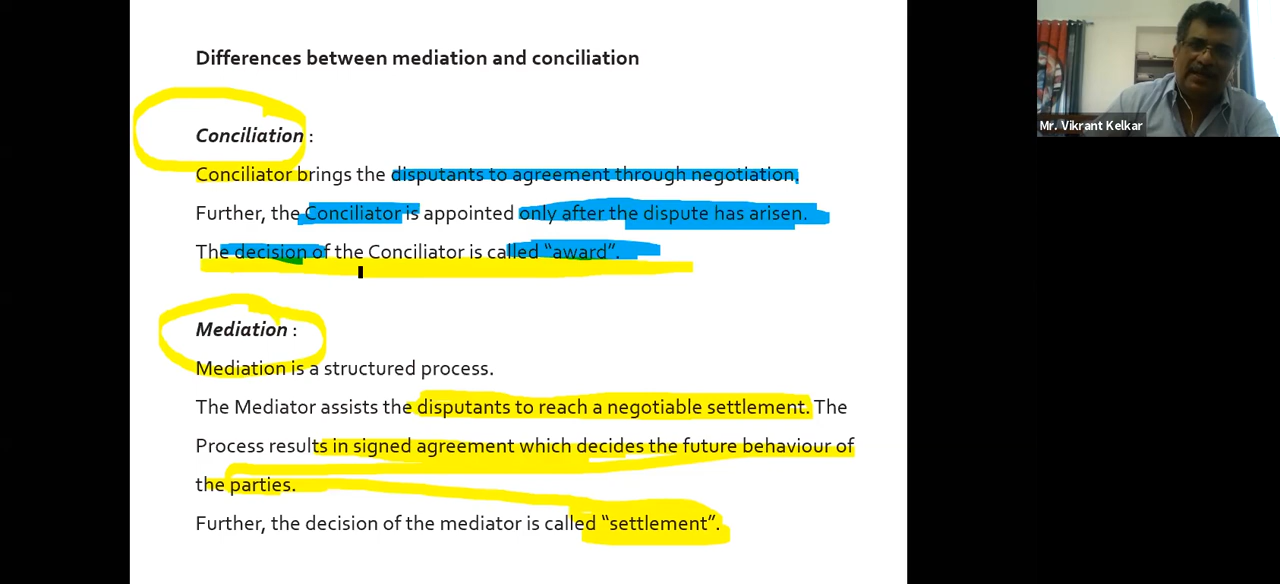 Differences between mediation and conciliation
Conciliation :
Conciliator brings the disputants to agreement through negotiation.
Further, the Conciliator is appointed only after the dispute has arisen.
The decision of the Conciliator is called “award”.
Mediation :
Mediation is a structured process.
The Mediator assists the disputants to reach a negotiable settlement. The
Process results in signed agreement which decides the future behaviour of
the parties.
Further, the decision of the mediator is called “settlement”.
Mr. Vikrant Kelkar